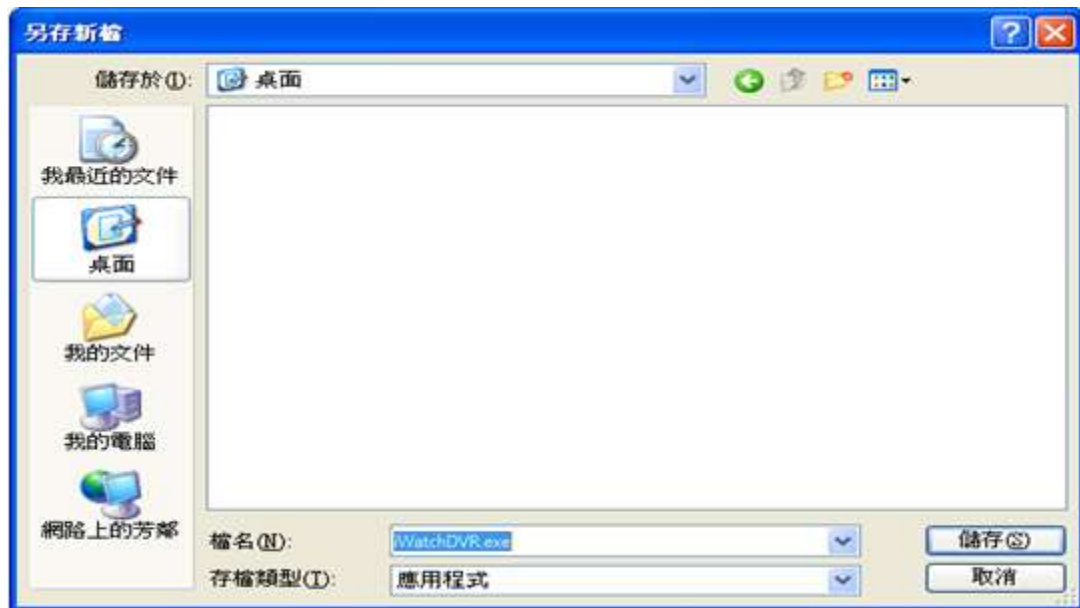 另存新檔
儲存於(I):
桌面
我最近的文件
桌面
我的文件
我的電腦
網路上的芳鄰
檔名(N):
iWatchDVR.exe
儲存(S)
存檔類型(T):
應用程式
取消